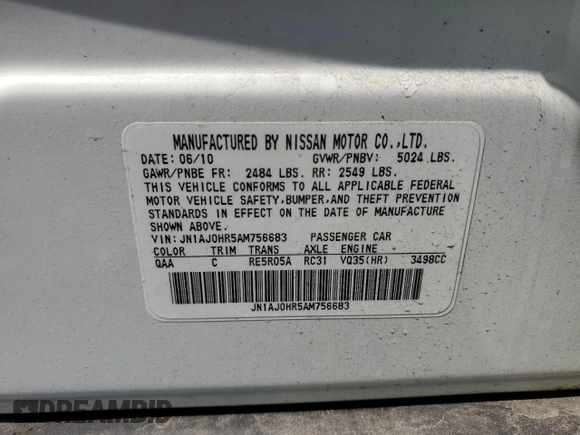 MANUFACTURED BY NISSAN MOTOR CO.,LTD.
DATE: 06/10 GVWR/PNBV: 5024 LBS.
GAWR/PNBE FR: 2484 LBS. RR: 2549 LBS.
THIS VEHICLE CONFORMS TO ALL APPLICABLE FEDERAL
MOTOR VEHICLE SAFETY,BUMPER,AND THEFT PREVENTION
STANDARDS IN EFFECT ON THE DATE OF MANUFACTURE
SHOWN ABOVE.
VIN: JN1AJ0HR5AM756683 PASSENGER CAR
COLOR TRIM TRANS AXLE ENGINE
QAA C RE5R05A RC31 VQ35(HR) 3498CC
JN1AJ0HR5AM756683
DREAMBID